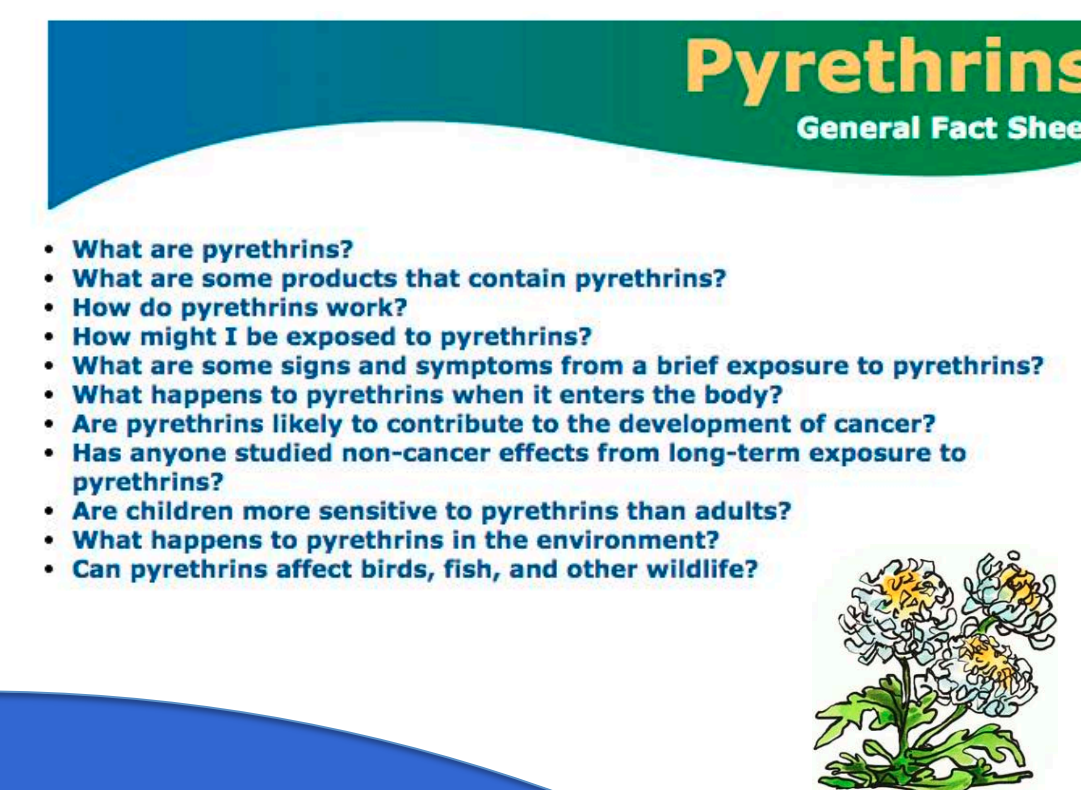 Pyrethrins
General Fact Shee
• What are pyrethrins?
• What are some products that contain pyrethrins?
• How do pyrethrins work?
• How might I be exposed to pyrethrins?
• What are some signs and symptoms from a brief exposure to pyrethrins?
• What happens to pyrethrins when it enters the body?
• Are pyrethrins likely to contribute to the development of cancer?
• Has anyone studied non-cancer effects from long-term exposure to
pyrethrins?
• Are children more sensitive to pyrethrins than adults?
• What happens to pyrethrins in the environment?
• Can pyrethrins affect birds, fish, and other wildlife?